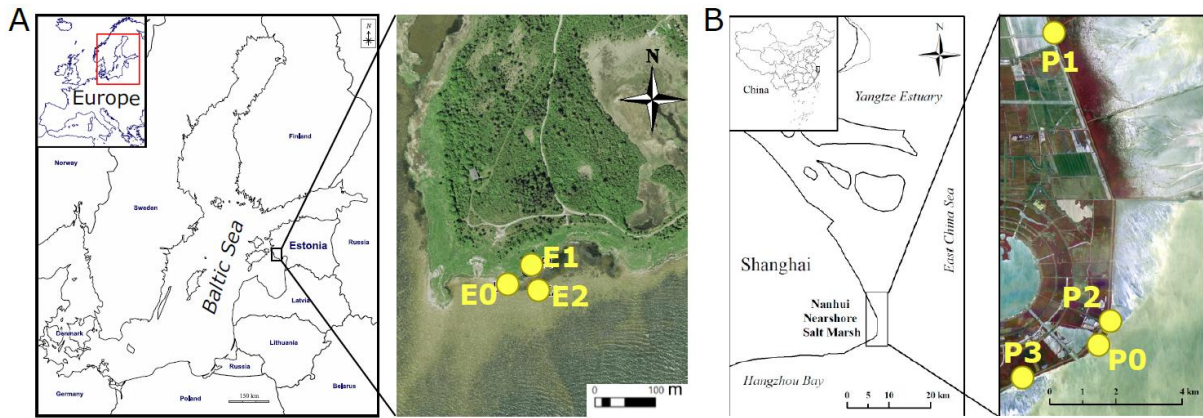 A
Europe
N
Norway
Finland
Sweden
Baltic Sea
Estonia
Russia
Latvia
Denmark
Lithuania
Russia
Germany
Poland
Belarus
150 km
N
E1
E0
E2
0
100
m
B
China
N
Yangtze Estuary
East China Sea
Shanghai
Nanhui
Nearshore
Salt Marsh
Hangzhou Bay
0 5 10 20 km
P1
P2
P0
P3
0 1 2 4 km